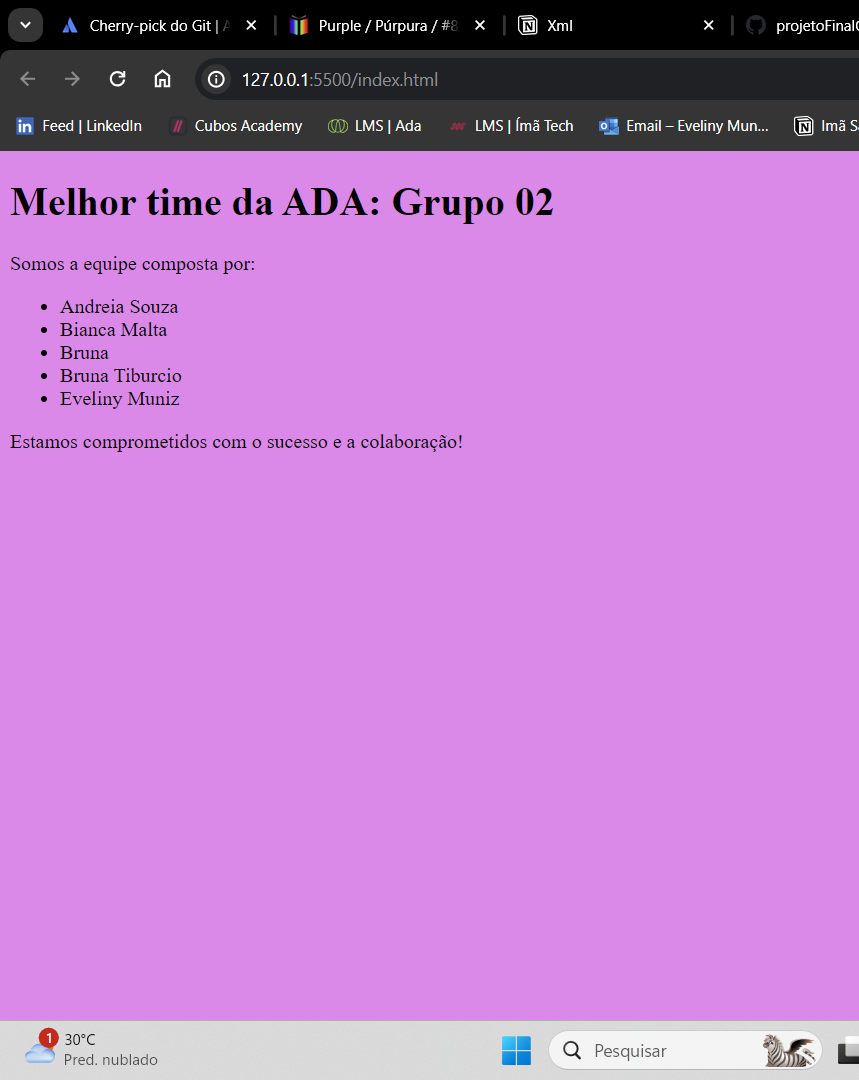 Cherry-pick do Git | A
Purple / Púrpura / #8
Xml
projetoFinal
127.0.0.1:5500/index.html
Feed | LinkedIn
Cubos Academy
LMS | Ada
LMS | Ímã Tech
Email – Eveliny Mun...
Imã S
Melhor time da ADA: Grupo 02
Somos a equipe composta por:
Andreia Souza
Bianca Malta
Bruna
Bruna Tiburcio
Eveliny Muniz
Estamos comprometidos com o sucesso e a colaboração!
1
30°C
Pred. nublado
Pesquisar